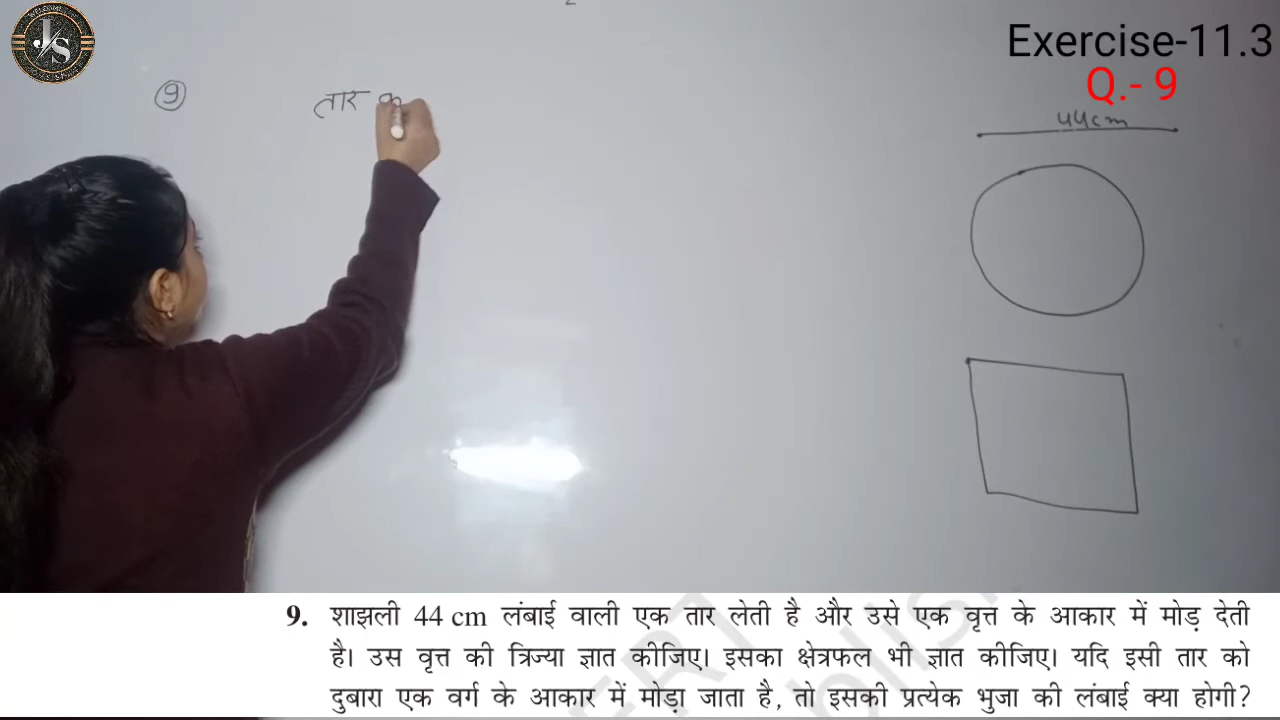 Exercise-11.3
Q.- 9
J/S
9
तार क
44cm
9. शाझली 44 cm लंबाई वाली एक तार लेती है और उसे एक वृत्त के आकार में मोड़ देती
है। उस वृत्त की त्रिज्या ज्ञात कीजिए। इसका क्षेत्रफल भी ज्ञात कीजिए। यदि इसी तार को
दुबारा एक वर्ग के आकार में मोड़ा जाता है, तो इसकी प्रत्येक भुजा की लंबाई क्या होगी?